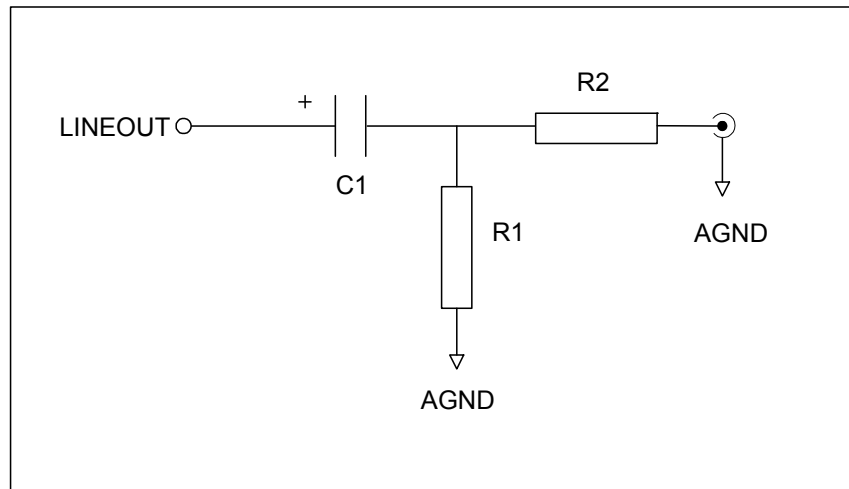 R2
+
LINEOUT
C1
R1
AGND
AGND